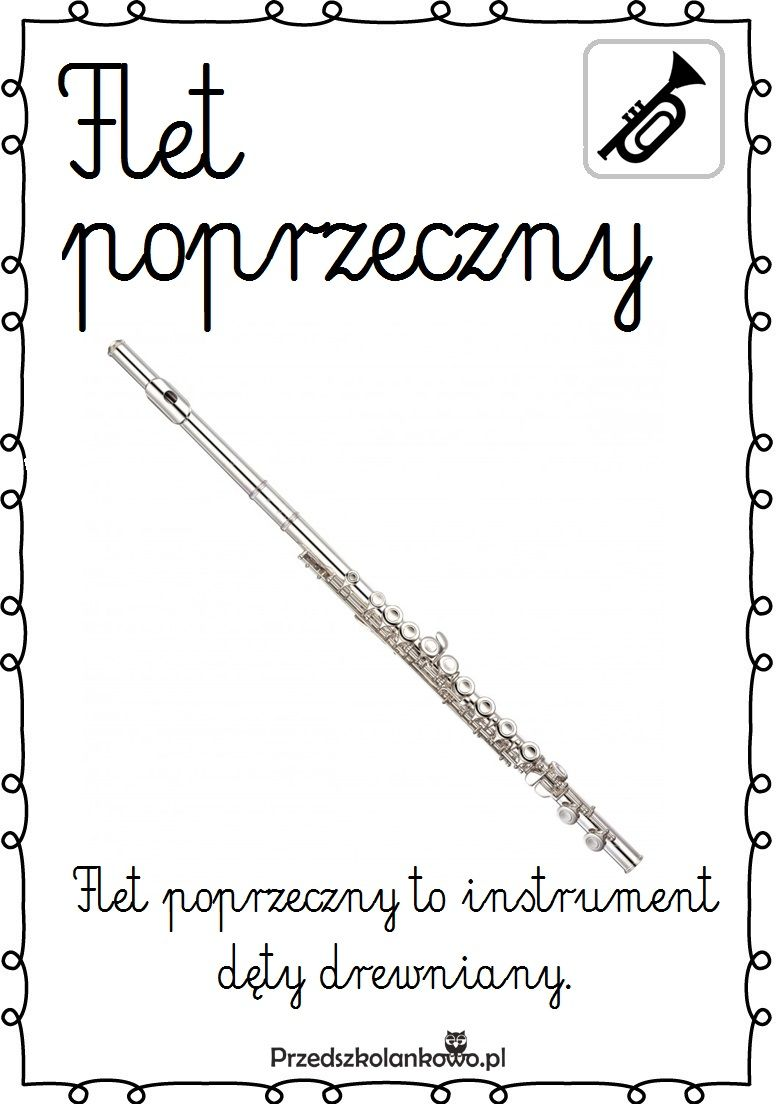 Flet
poprzeczny
Flet poprzeczny to instrument
dęty drewniany.
Przedszkolankowo.pl